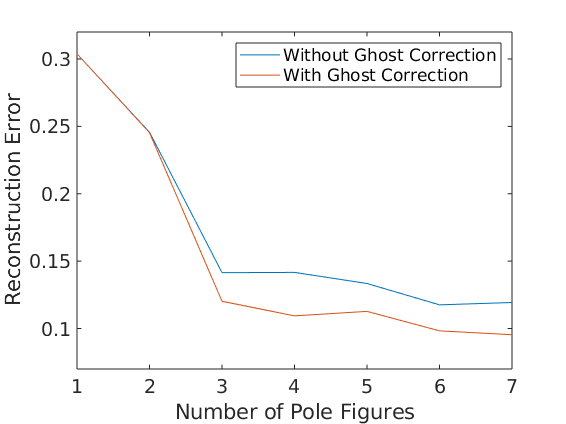 Without Ghost Correction
With Ghost Correction
0.3
0.25
0.2
0.15
0.1
Reconstruction Error
1 2 3 4 5 6 7
Number of Pole Figures